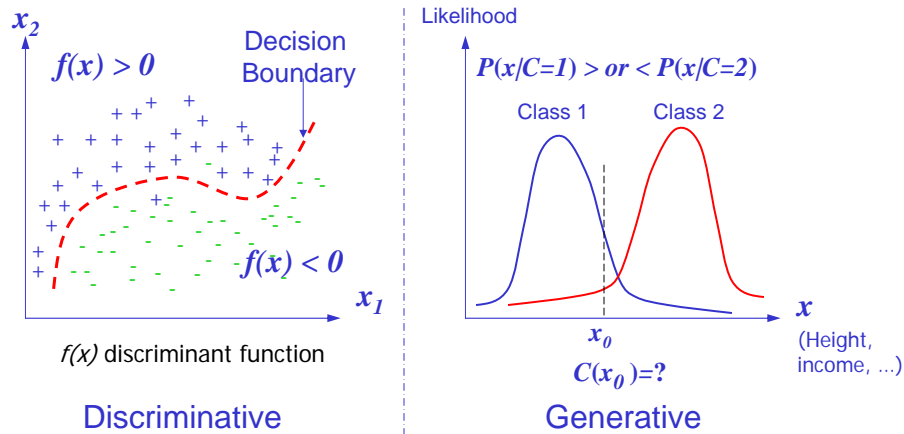 x₂
f(x) > 0
Decision
Boundary
f(x) < 0
x₁
f(x) discriminant function
Discriminative
Likelihood
P(x/C=1) > or < P(x/C=2)
Class 1
Class 2
x₀
x
(Height,
income, ...)
C(x₀)=?
Generative